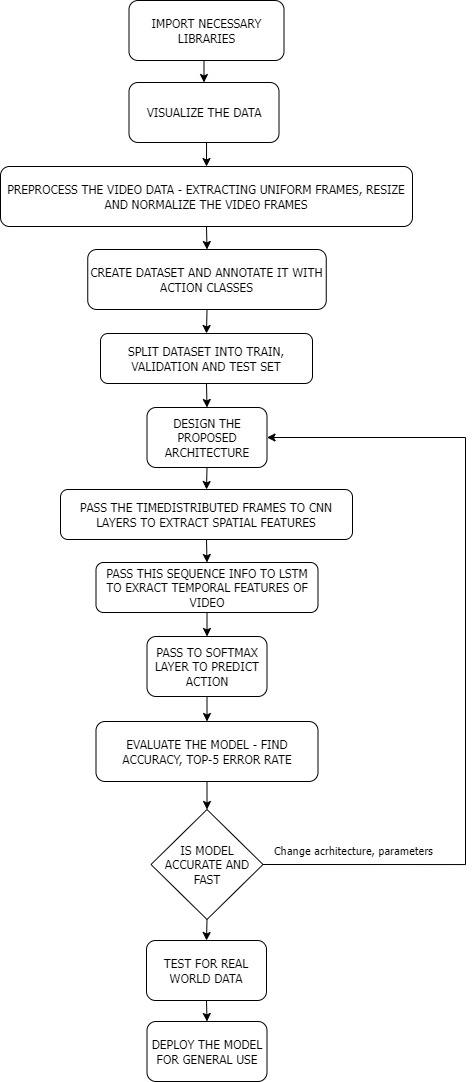 IMPORT NECESSARY
LIBRARIES
VISUALIZE THE DATA
PREPROCESS THE VIDEO DATA - EXTRACTING UNIFORM FRAMES, RESIZE
AND NORMALIZE THE VIDEO FRAMES
CREATE DATASET AND ANNOTATE IT WITH
ACTION CLASSES
SPLIT DATASET INTO TRAIN,
VALIDATION AND TEST SET
DESIGN THE
PROPOSED
ARCHITECTURE
PASS THE TIMEDISTRIBUTED FRAMES TO CNN
LAYERS TO EXTRACT SPATIAL FEATURES
PASS THIS SEQUENCE INFO TO LSTM
TO EXRACT TEMPORAL FEATURES OF
VIDEO
PASS TO SOFTMAX
LAYER TO PREDICT
ACTION
EVALUATE THE MODEL - FIND
ACCURACY, TOP-5 ERROR RATE
IS MODEL
ACCURATE AND
FAST
Change acrhitecture, parameters
TEST FOR REAL
WORLD DATA
DEPLOY THE MODEL
FOR GENERAL USE